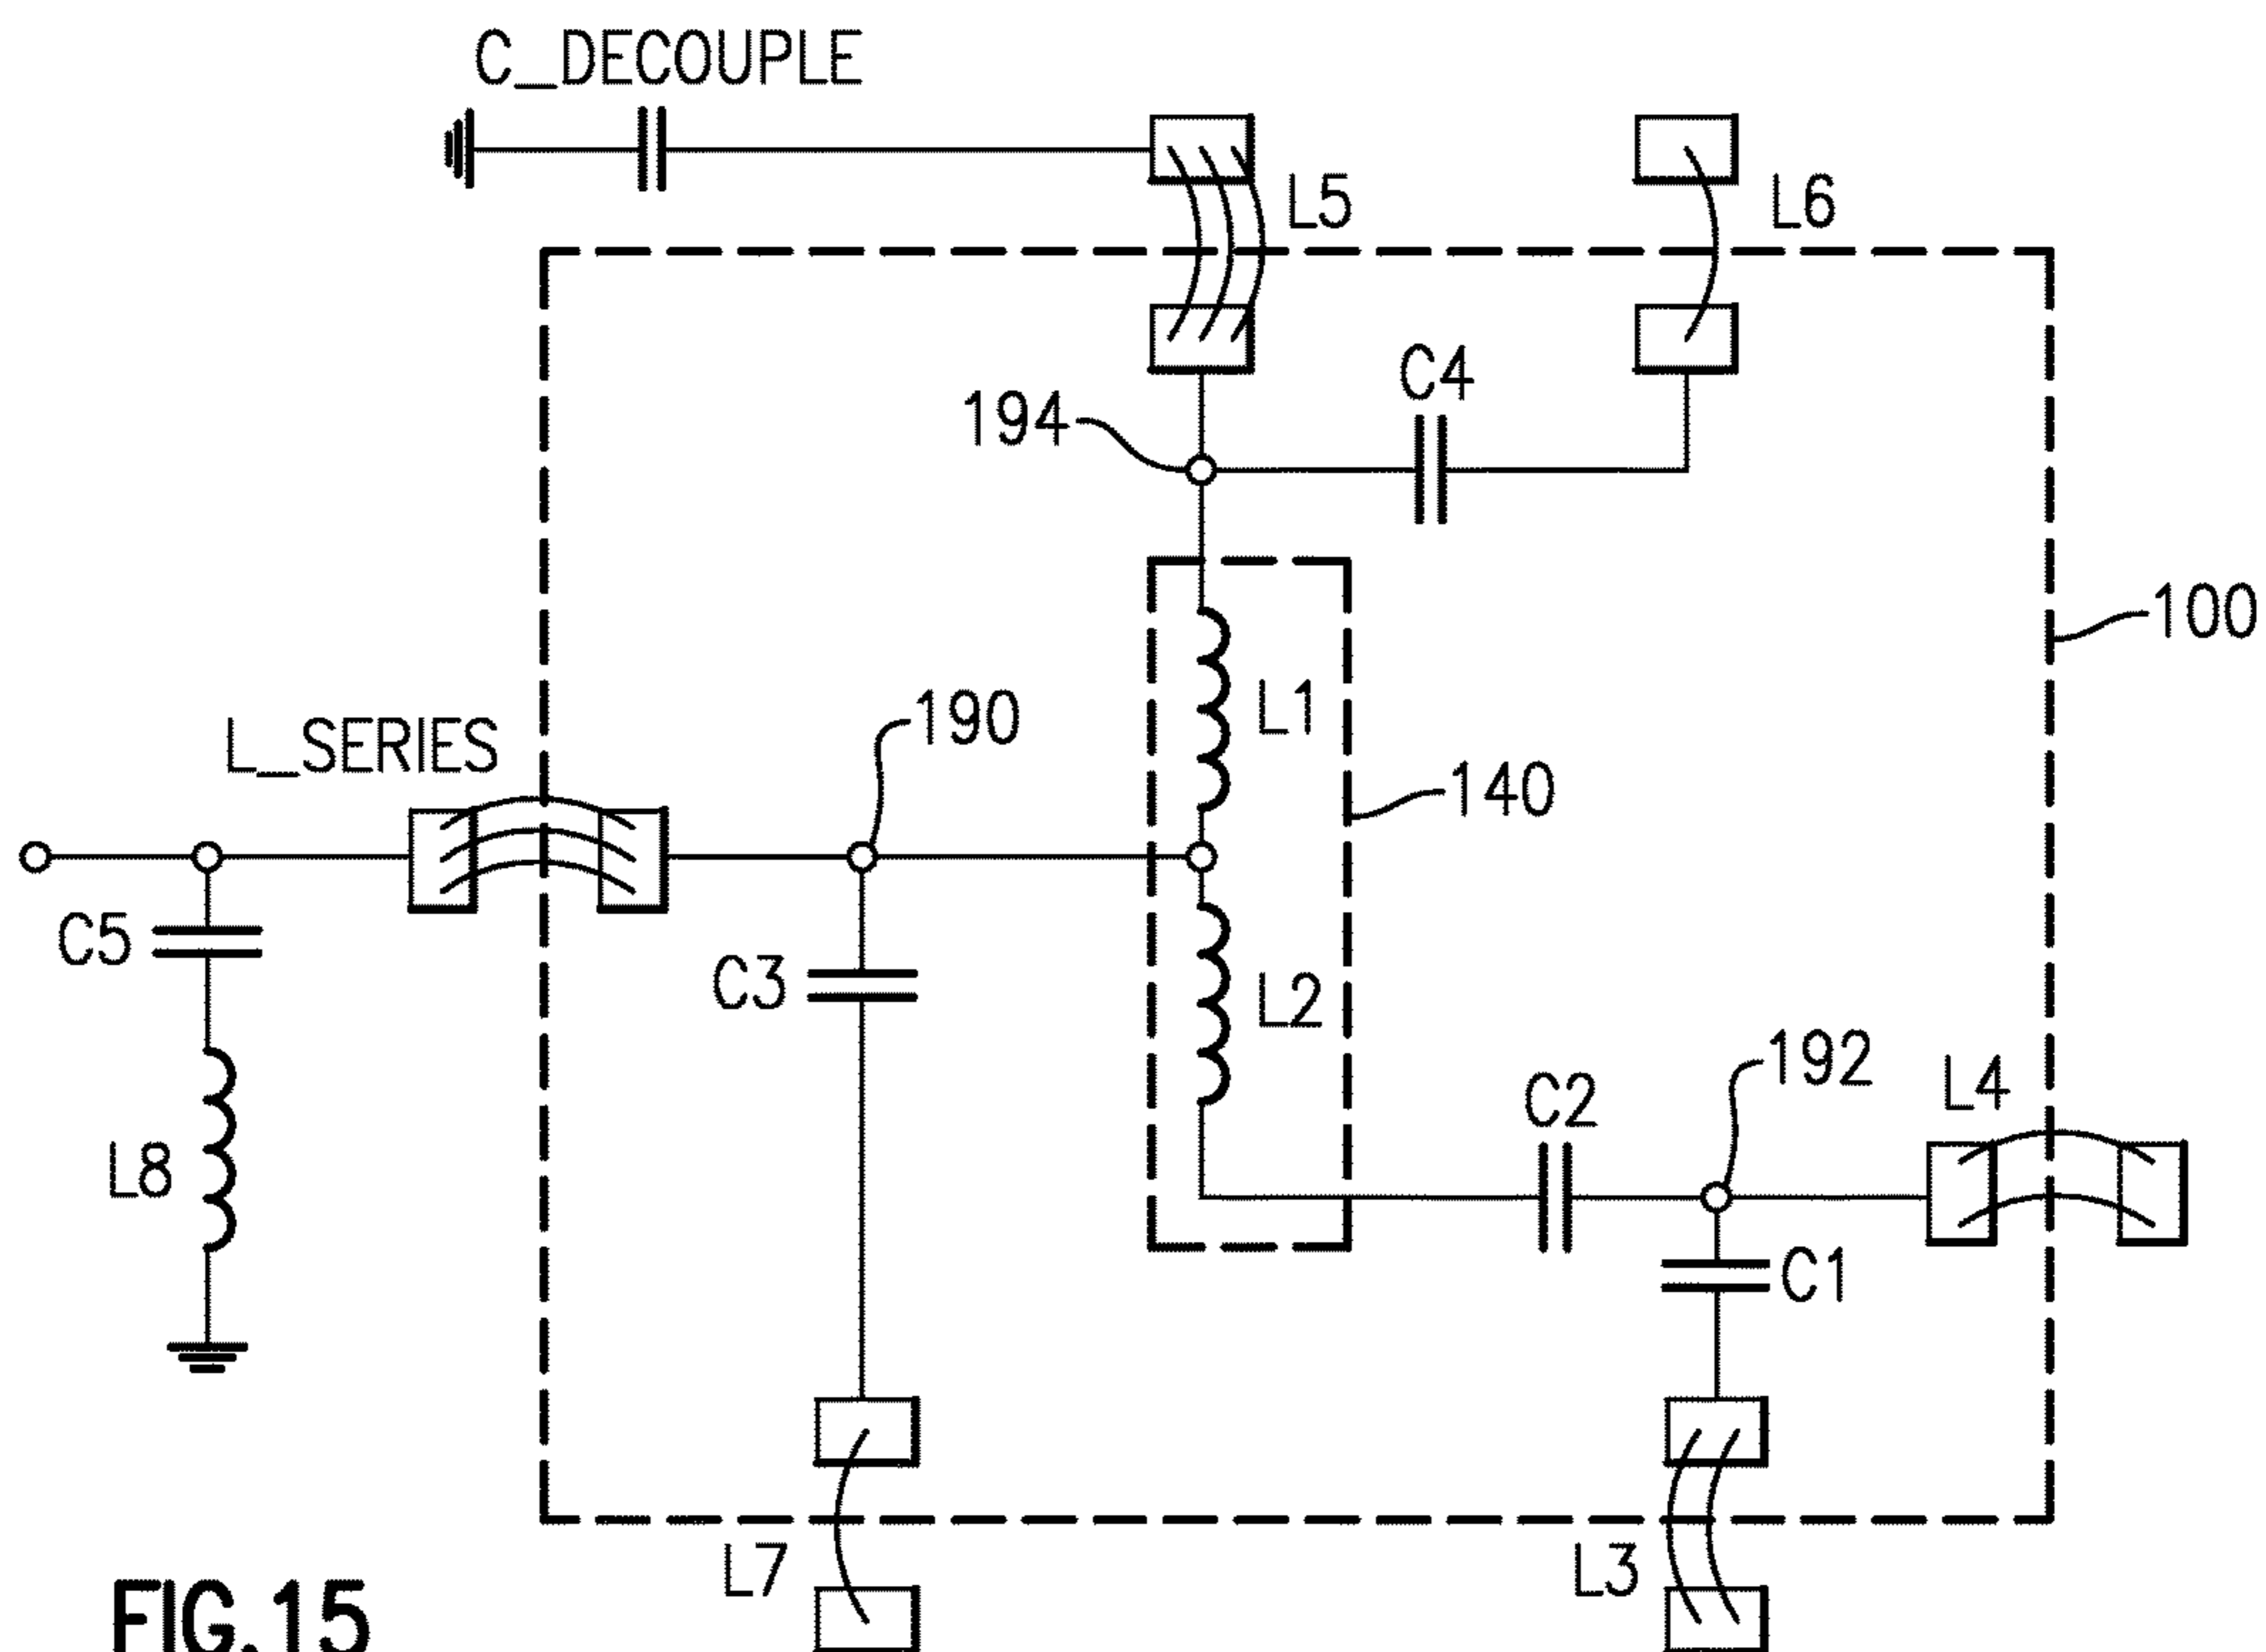 C_DECOUPLE
L5
L6
C4
194
100
L1
190
L_SERIES
140
C5
C3
L2
192
L4
C2
L8
C1
L7
L3
FIG.15